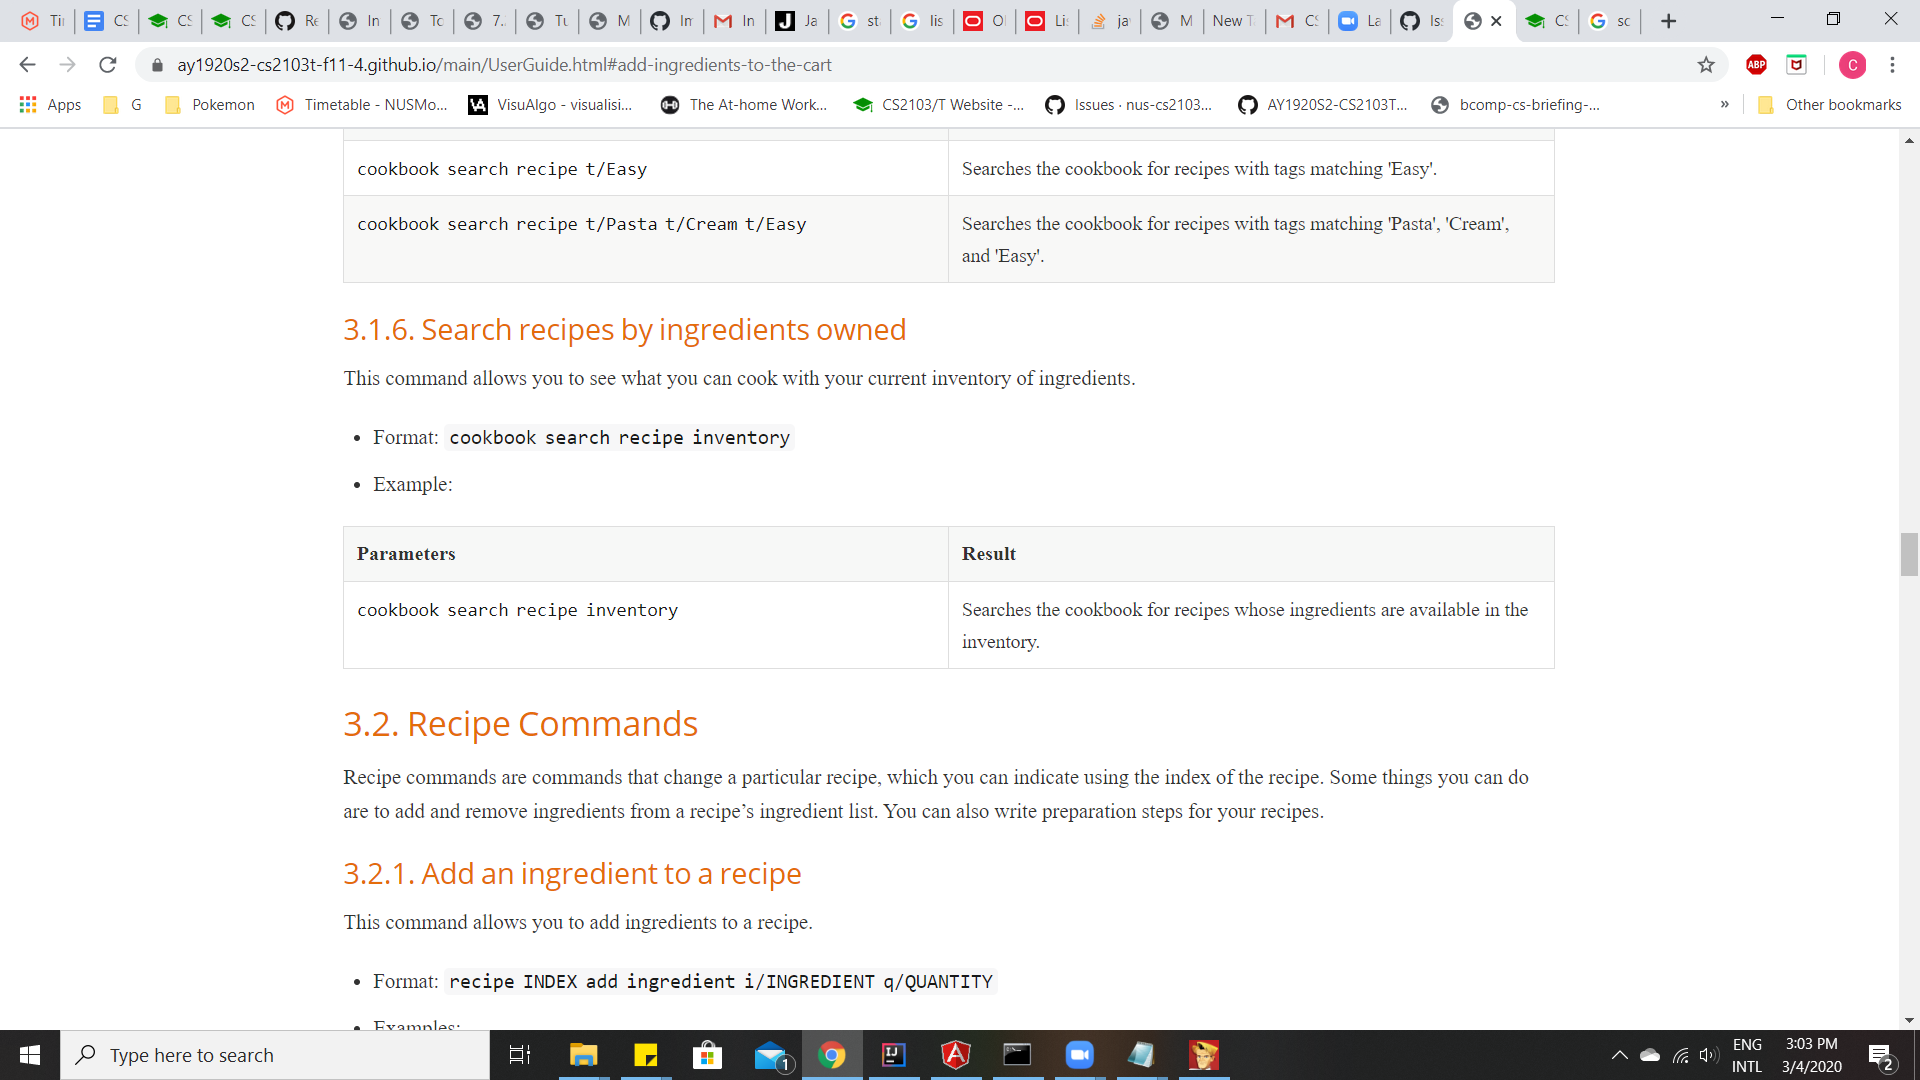 Tir
CS
CS
CS
Re
In
To
7.
Tu
M
Im
In
Ja
st
lis
O
Li
ja
M
New T
CS
La
Iss
CS
sc
ay1920s2-cs2103t-f11-4.github.io/main/UserGuide.html#add-ingredients-to-the-cart
ABP
C
Apps
G
Pokemon
Timetable - NUSMo...
VisuAlgo - visualisi...
The At-home Work...
CS2103/T Website -...
Issues · nus-cs2103...
AY1920S2-CS2103T...
bcomp-cs-briefing-...
»
Other bookmarks
cookbook search recipe t/Easy
Searches the cookbook for recipes with tags matching 'Easy'.
cookbook search recipe t/Pasta t/Cream t/Easy
Searches the cookbook for recipes with tags matching 'Pasta', 'Cream',
and 'Easy'.
3.1.6. Search recipes by ingredients owned
This command allows you to see what you can cook with your current inventory of ingredients.
• Format: cookbook search recipe inventory
• Example:
Parameters
Result
cookbook search recipe inventory
Searches the cookbook for recipes whose ingredients are available in the
inventory.
3.2. Recipe Commands
Recipe commands are commands that change a particular recipe, which you can indicate using the index of the recipe. Some things you can do
are to add and remove ingredients from a recipe’s ingredient list. You can also write preparation steps for your recipes.
3.2.1. Add an ingredient to a recipe
This command allows you to add ingredients to a recipe.
• Format: recipe INDEX add ingredient i/INGREDIENT q/QUANTITY
• Examples:
Type here to search
1
IJ
ENG
INTL
3:03 PM
3/4/2020
2